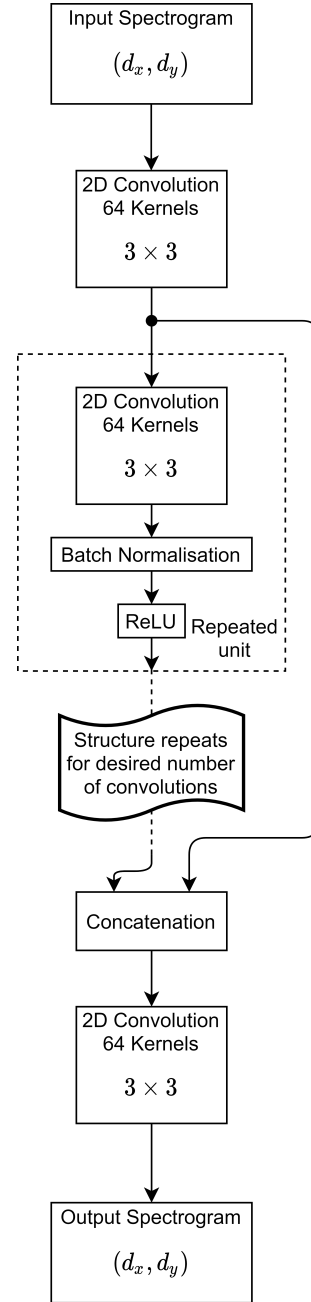 Input Spectrogram
(d_x, d_y)
2D Convolution
64 Kernels
3 × 3
2D Convolution
64 Kernels
3 × 3
Batch Normalisation
ReLU
Repeated
unit
Structure repeats
for desired number
of convolutions
Concatenation
2D Convolution
64 Kernels
3 × 3
Output Spectrogram
(d_x, d_y)